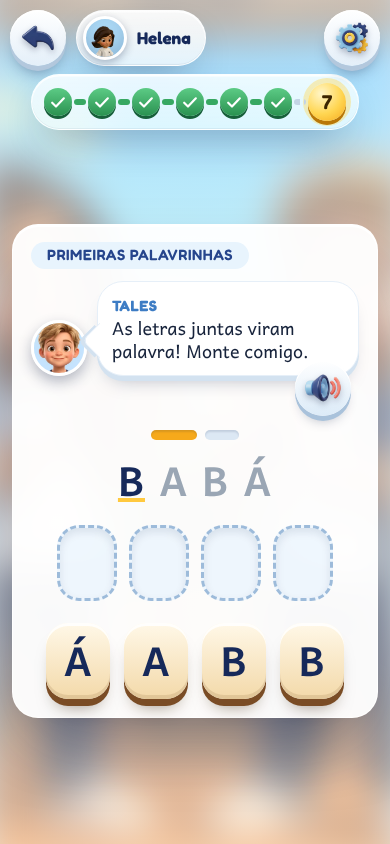 Helena
7
PRIMEIRAS PALAVRINHAS
TALES
As letras juntas viram
palavra! Monte comigo.
B A B Á
Á A B B